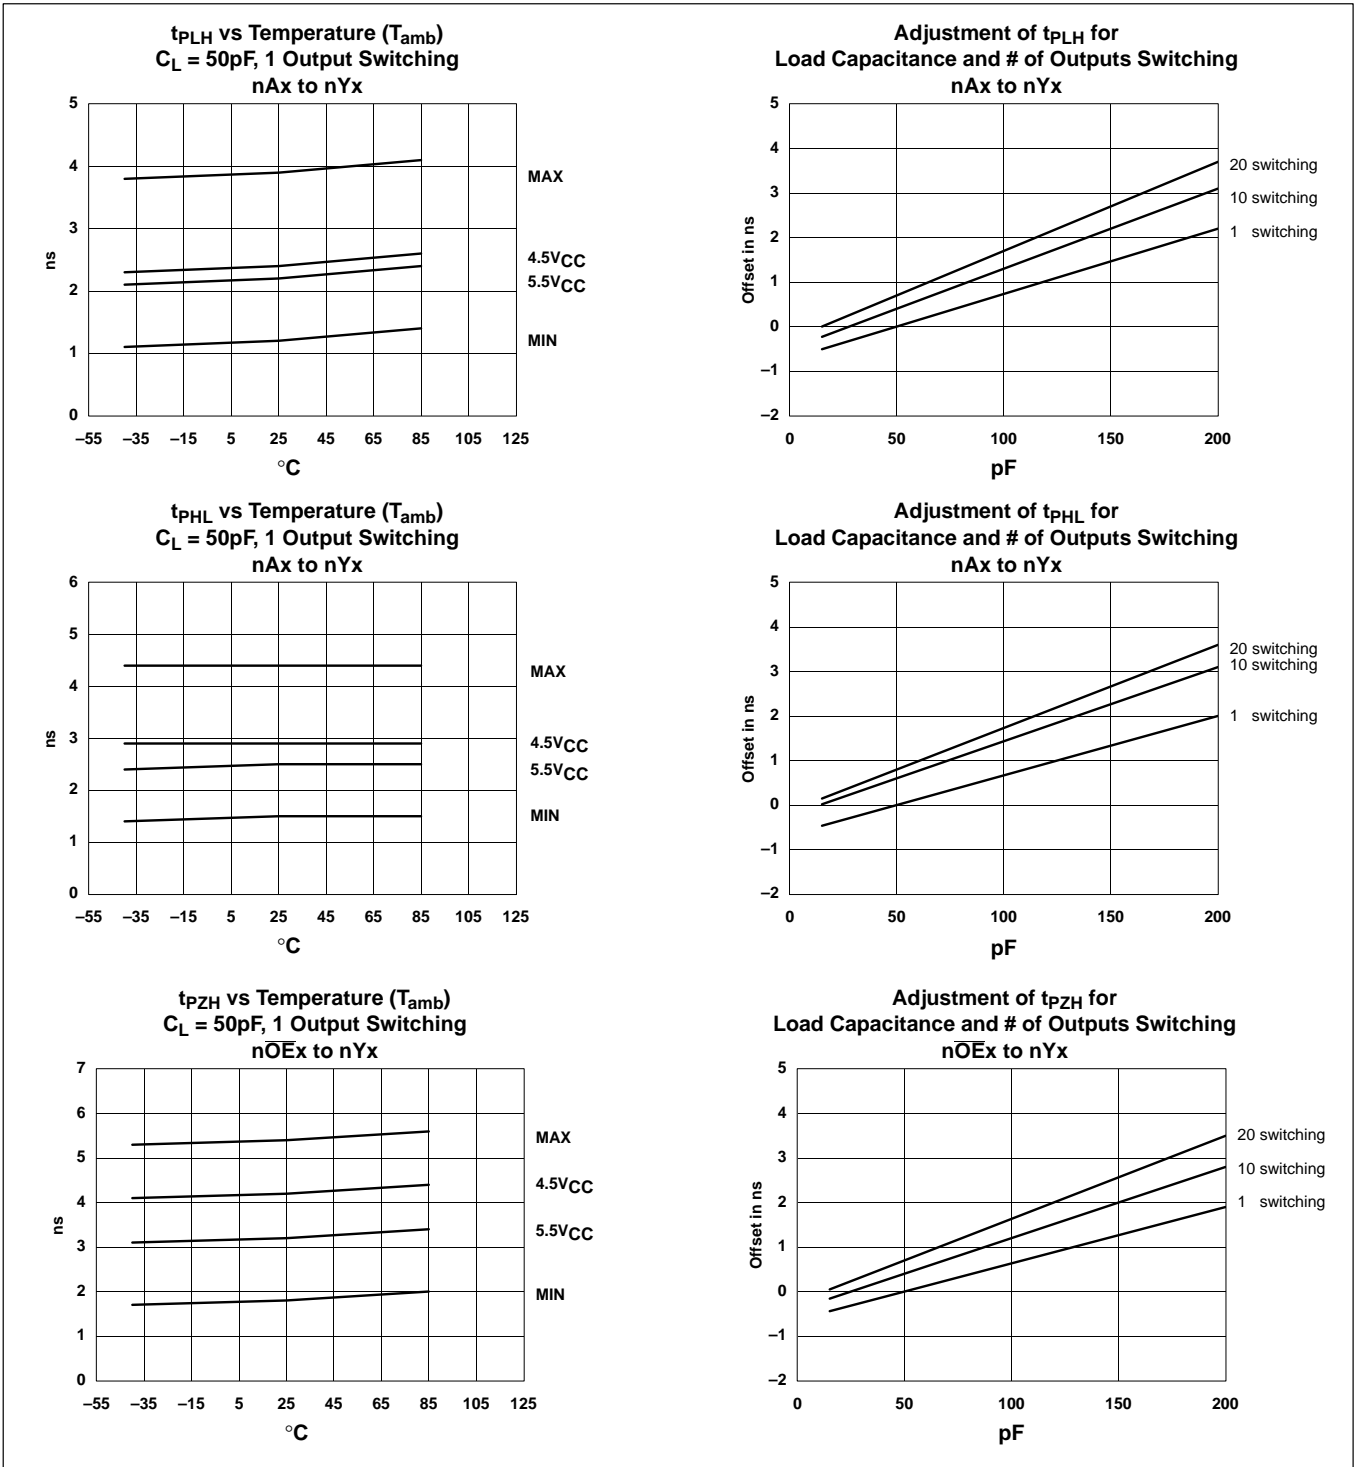 tPLH vs Temperature (Tamb)
CL = 50pF, 1 Output Switching
nAx to nYx
5
4
3
2
1
0
ns
–55 –35 –15 5 25 45 65 85 105 125
°C
MAX
4.5VCC
5.5VCC
MIN
Adjustment of tPLH for
Load Capacitance and # of Outputs Switching
nAx to nYx
5
4
3
2
1
0
–1
–2
Offset in ns
0 50 100 150 200
pF
20 switching
10 switching
1 switching
tPHL vs Temperature (Tamb)
CL = 50pF, 1 Output Switching
nAx to nYx
6
5
4
3
2
1
0
ns
–55 –35 –15 5 25 45 65 85 105 125
°C
MAX
4.5VCC
5.5VCC
MIN
Adjustment of tPHL for
Load Capacitance and # of Outputs Switching
nAx to nYx
5
4
3
2
1
0
–1
–2
Offset in ns
0 50 100 150 200
pF
20 switching
10 switching
1 switching
tPZH vs Temperature (Tamb)
CL = 50pF, 1 Output Switching
nO̅E̅x to nYx
7
6
5
4
3
2
1
0
ns
–55 –35 –15 5 25 45 65 85 105 125
°C
MAX
4.5VCC
5.5VCC
MIN
Adjustment of tPZH for
Load Capacitance and # of Outputs Switching
nO̅E̅x to nYx
5
4
3
2
1
0
–1
–2
Offset in ns
0 50 100 150 200
pF
20 switching
10 switching
1 switching